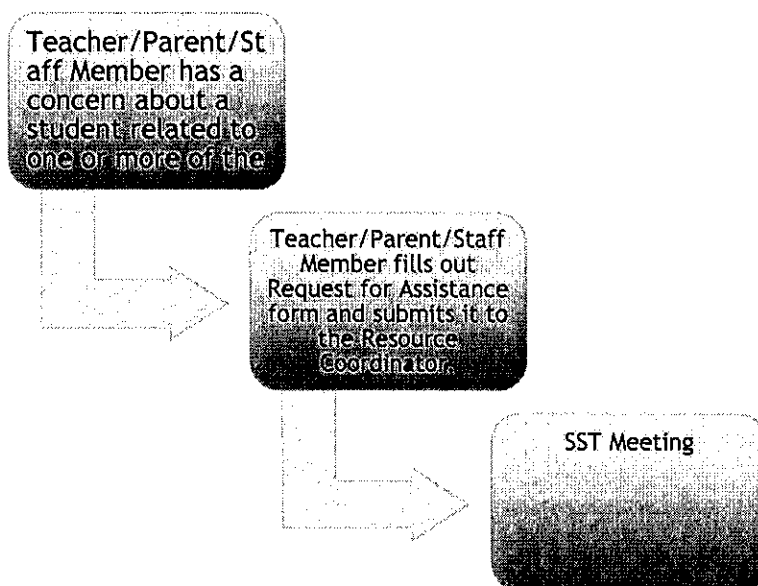 Teacher/Parent/St
aff Member has a
concern about a
student related to
one or more of the
Teacher/Parent/Staff
Member fills out
Request for Assistance
form and submits it to
the Resource
Coordinator.
SST Meeting